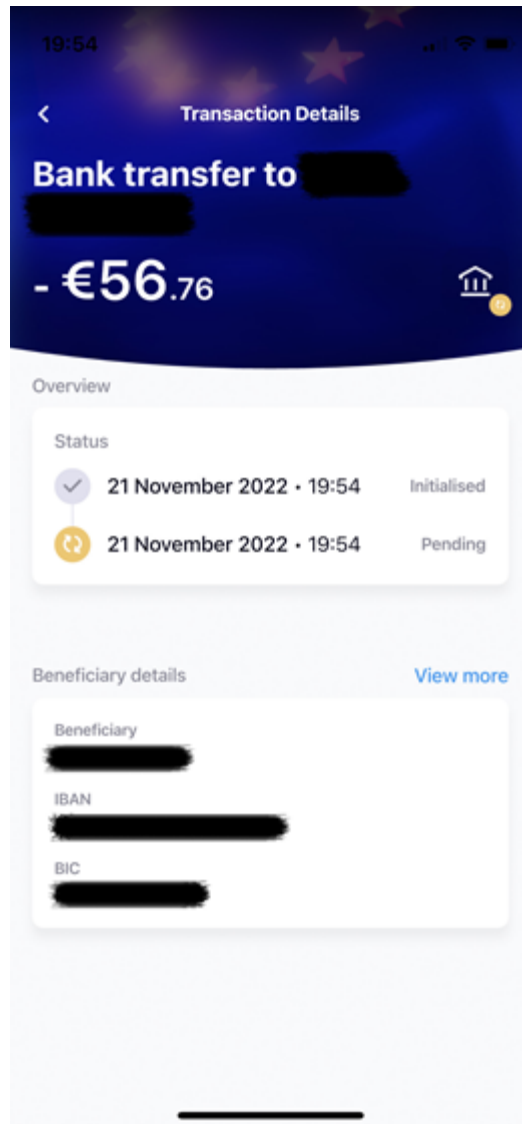 19:54
Transaction Details
Bank transfer to
- €56.76
Overview
Status
21 November 2022 • 19:54 Initialised
21 November 2022 • 19:54 Pending
Beneficiary details View more
Beneficiary
IBAN
BIC